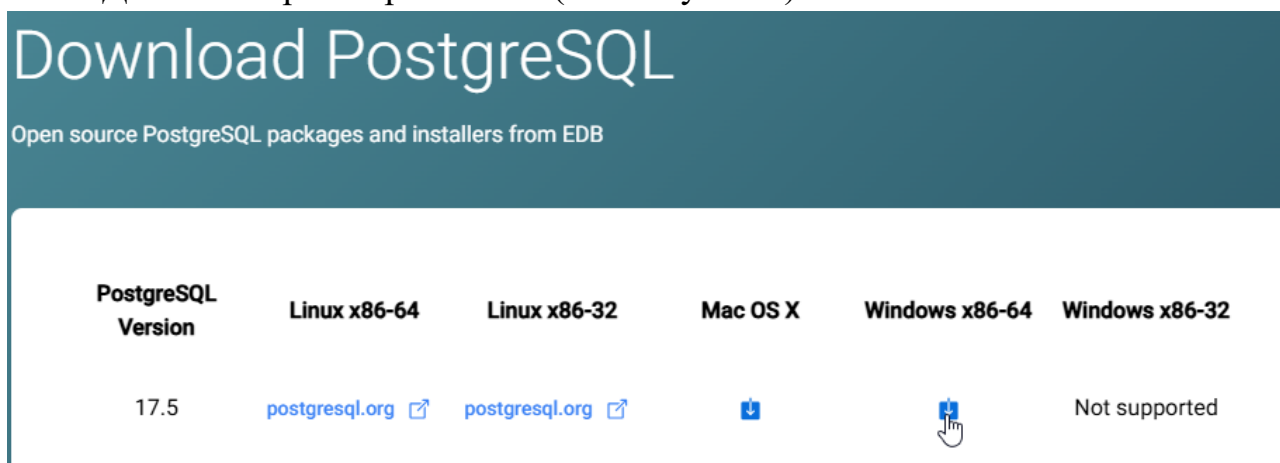 Download PostgreSQL
Open source PostgreSQL packages and installers from EDB
PostgreSQL Version
Linux x86-64
Linux x86-32
Mac OS X
Windows x86-64
Windows x86-32
17.5
postgresql.org
postgresql.org
Not supported